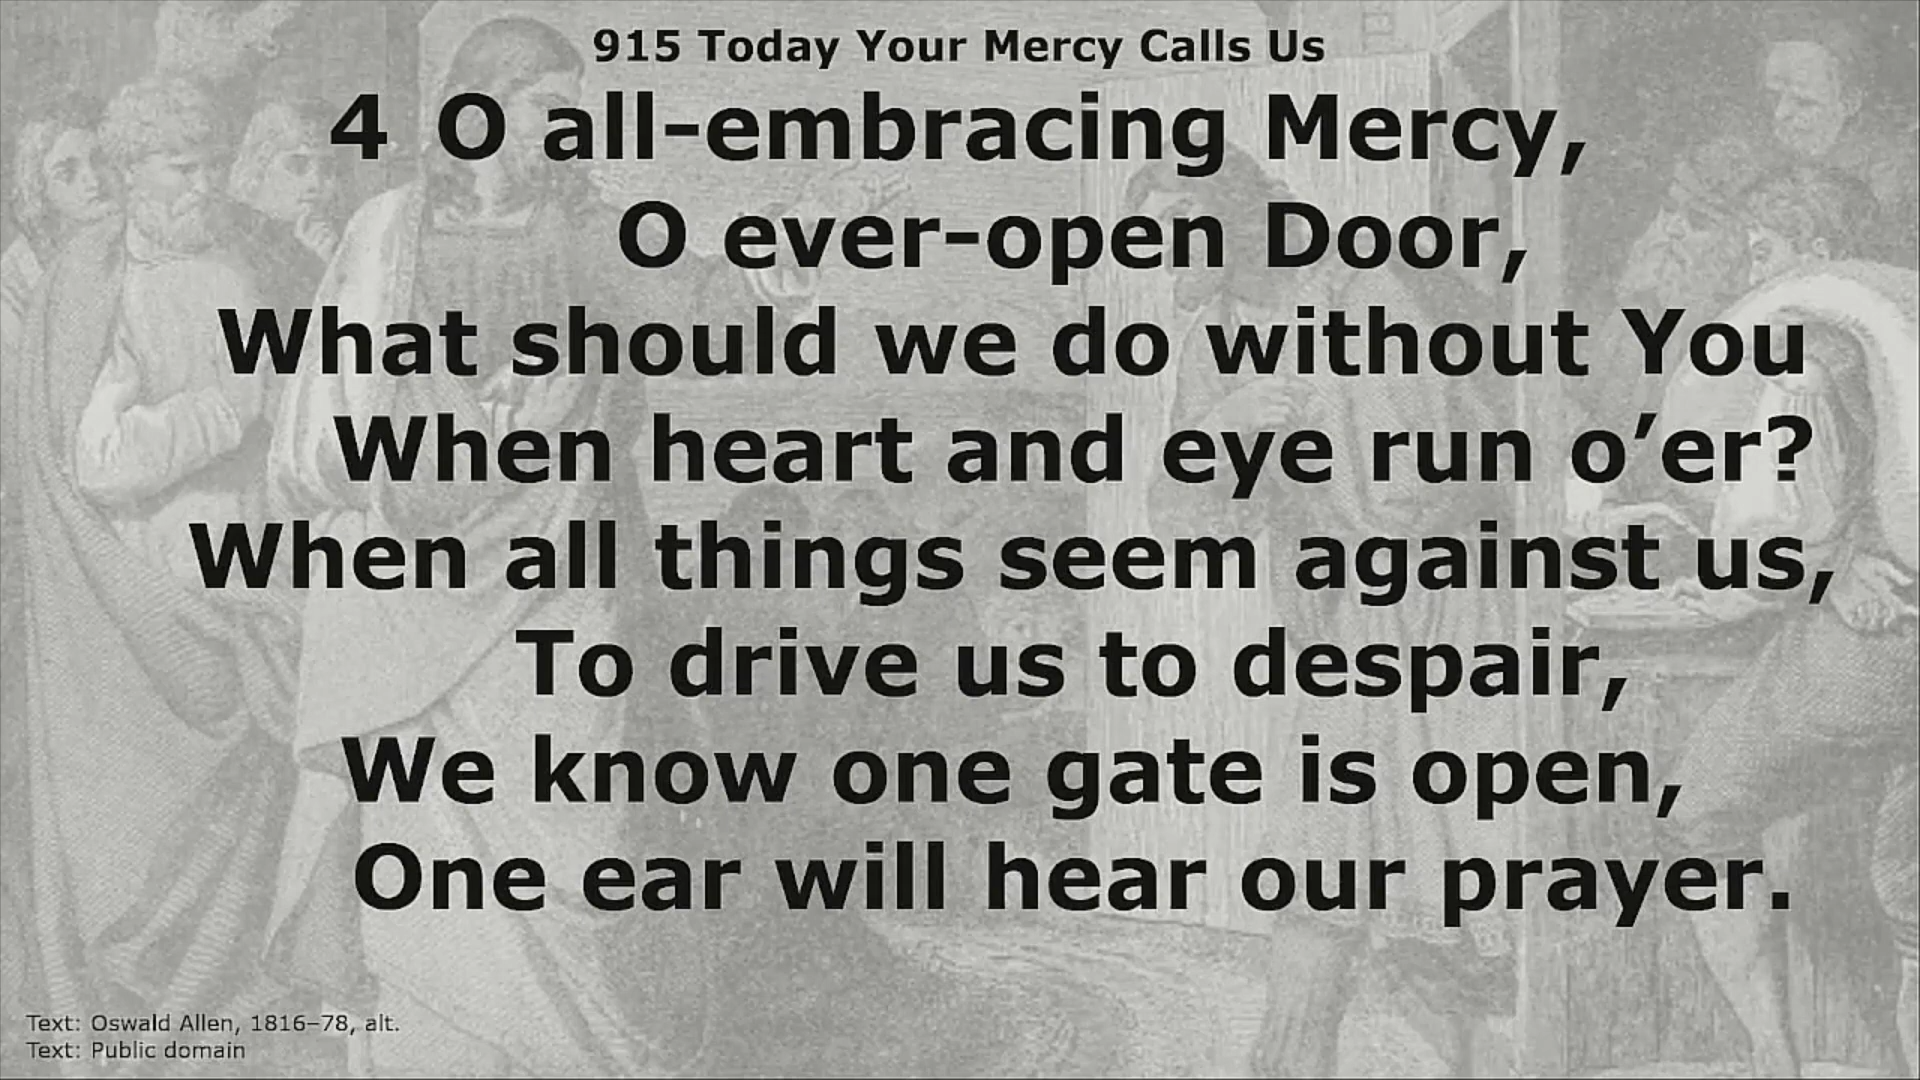 915 Today Your Mercy Calls Us
4 O all-embracing Mercy,
O ever-open Door,
What should we do without You
When heart and eye run o’er?
When all things seem against us,
To drive us to despair,
We know one gate is open,
One ear will hear our prayer.
Text: Oswald Allen, 1816–78, alt.
Text: Public domain